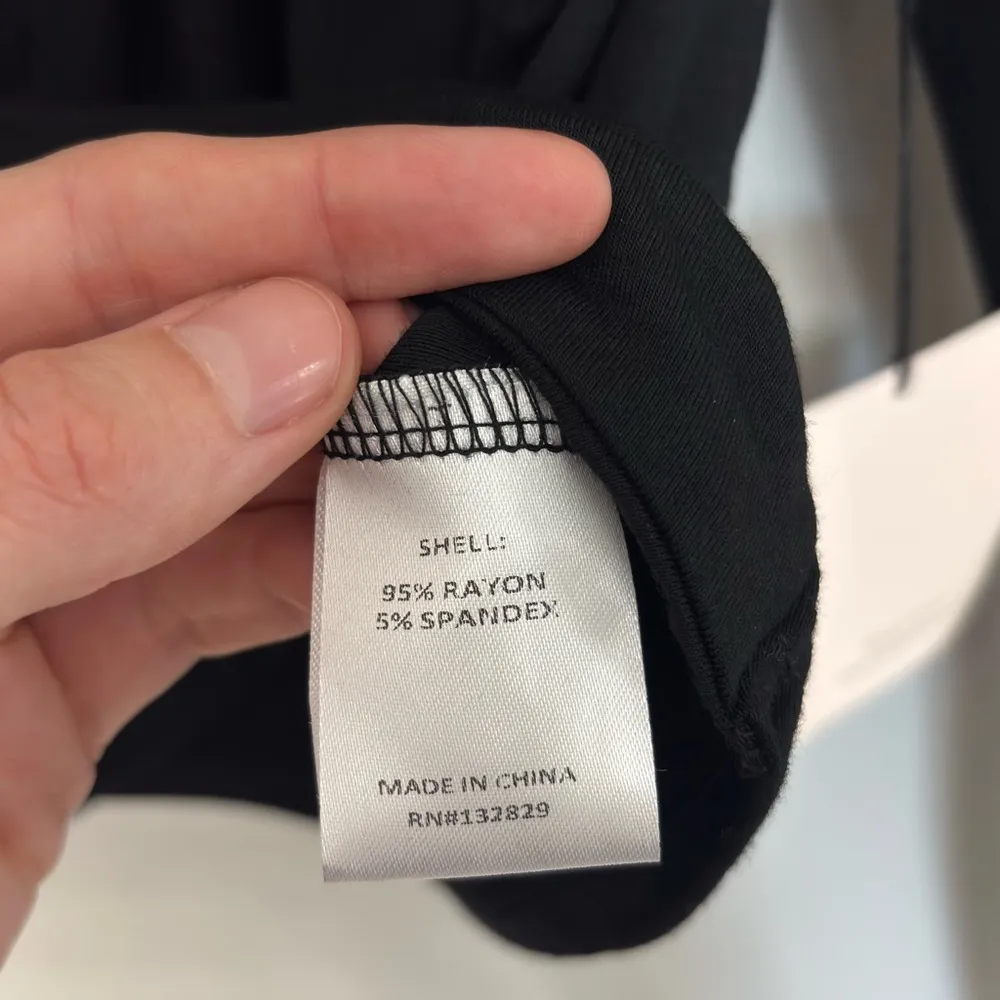 SHELL:
95% RAYON
5% SPANDEX
MADE IN CHINA
RN#132829